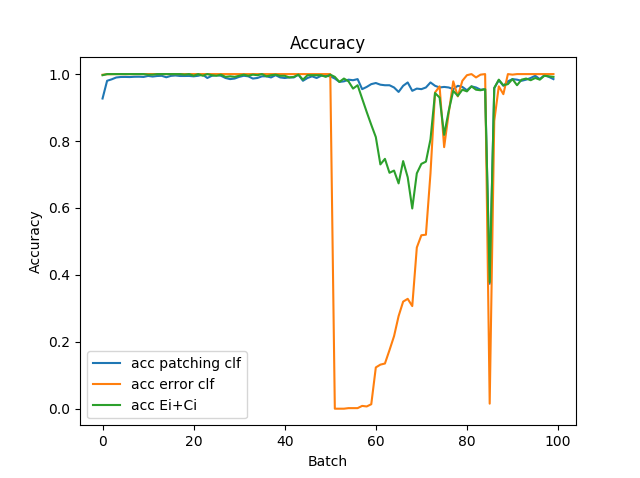 Accuracy
1.0
0.8
0.6
0.4
0.2
0.0
Accuracy
acc patching clf
acc error clf
acc Ei+Ci
0 20 40 60 80 100
Batch